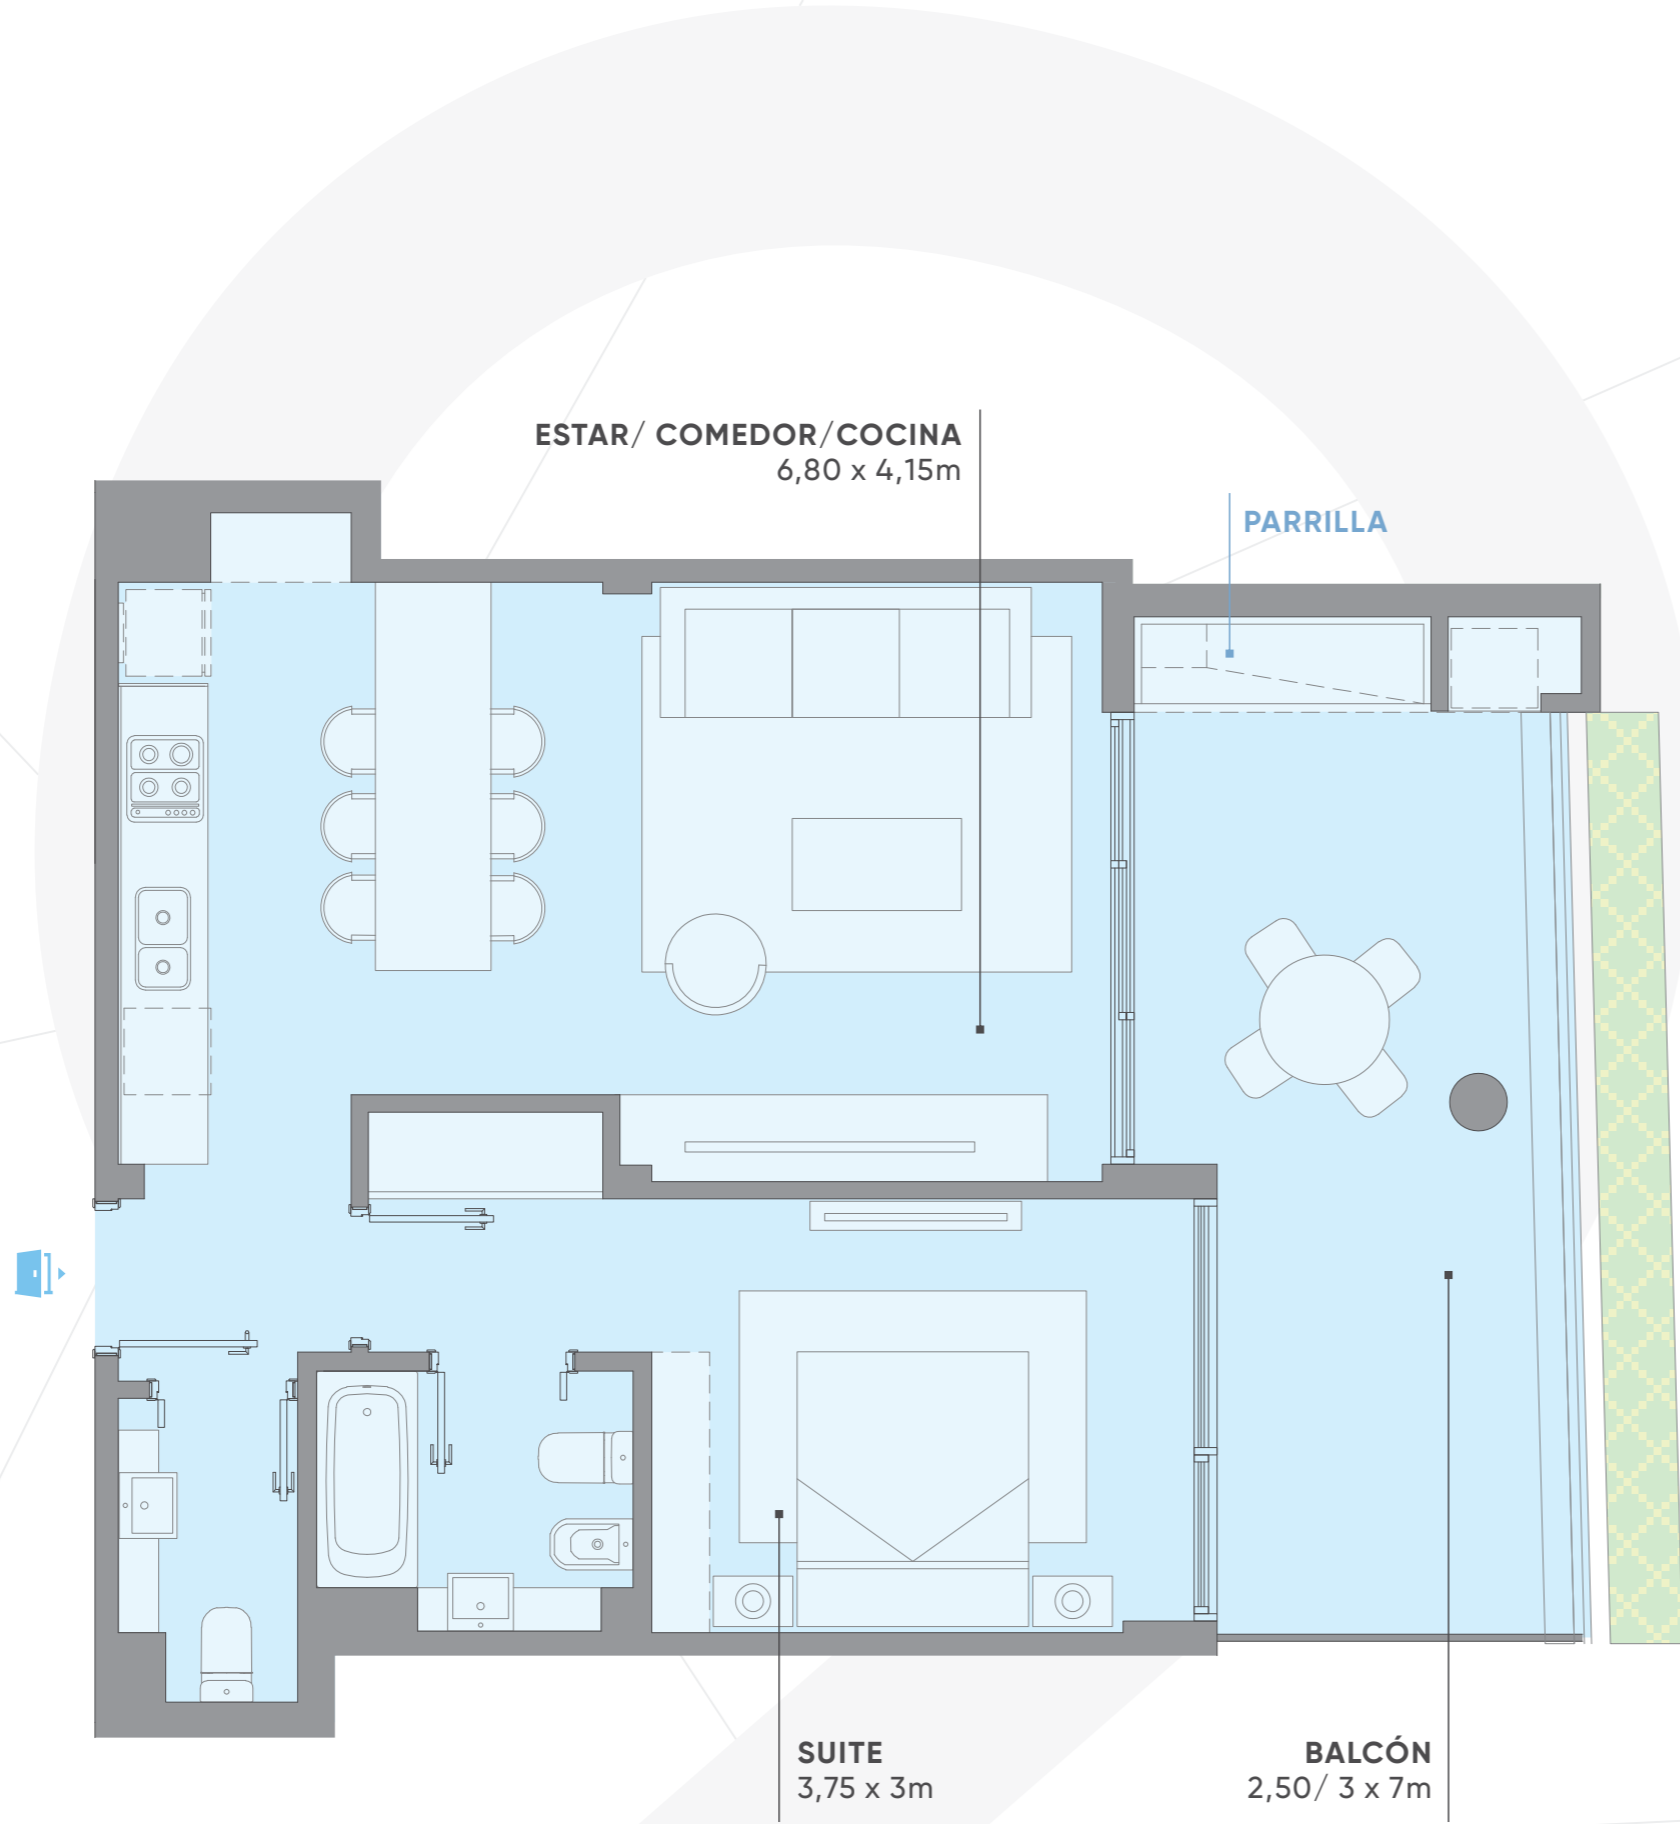 ESTAR/ COMEDOR/COCINA
6,80 x 4,15m
PARRILLA
SUITE
3,75 x 3m
BALCÓN
2,50/ 3 x 7m